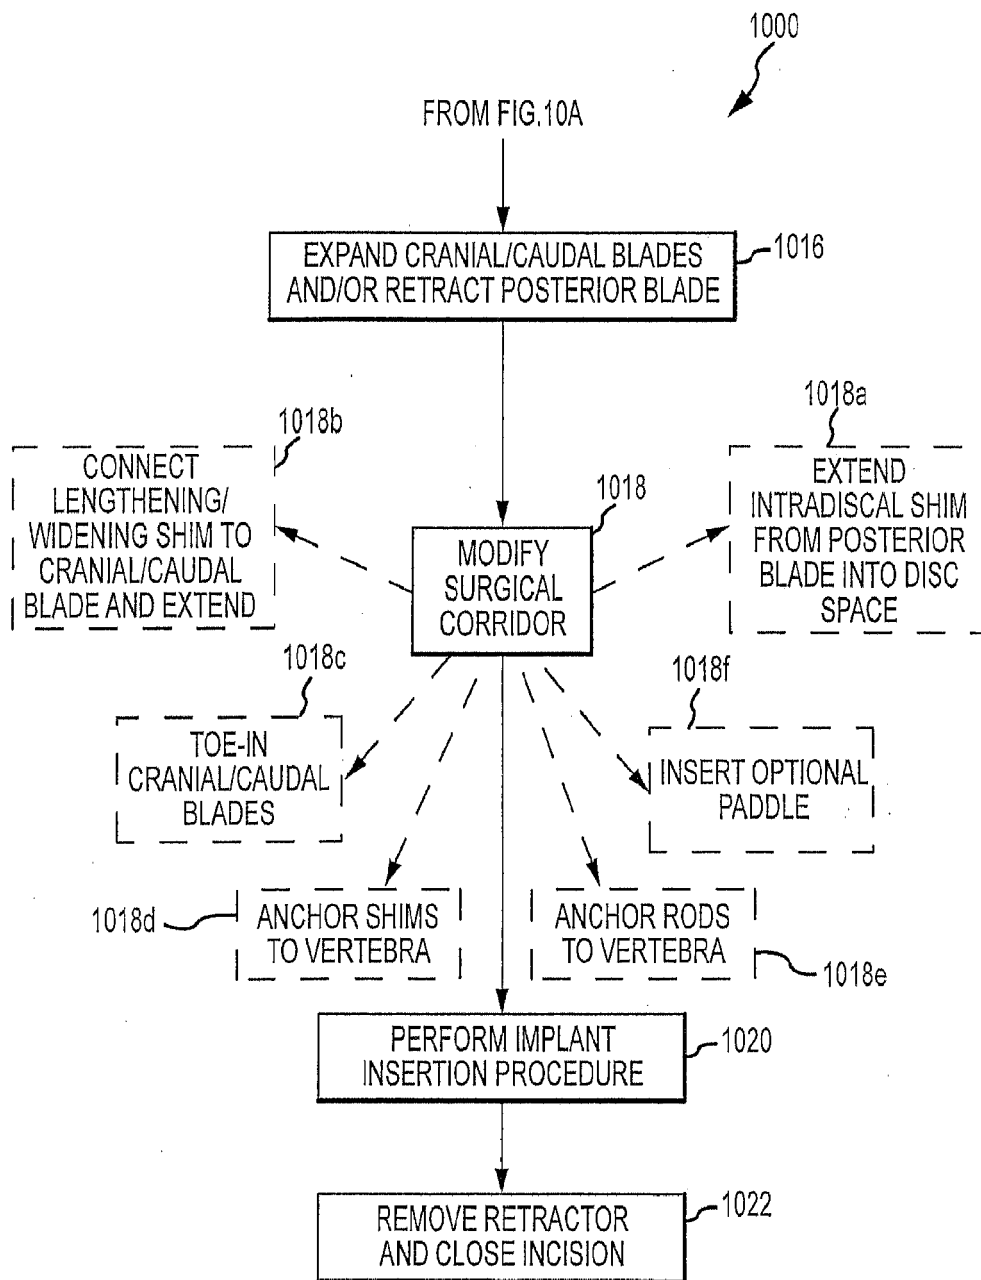 1000
FROM FIG.10A
EXPAND CRANIAL/CAUDAL BLADES
AND/OR RETRACT POSTERIOR BLADE
1016
1018b
CONNECT
LENGTHENING/
WIDENING SHIM TO
CRANIAL/CAUDAL
BLADE AND EXTEND
1018
MODIFY
SURGICAL
CORRIDOR
1018a
EXTEND
INTRADISCAL SHIM
FROM POSTERIOR
BLADE INTO DISC
SPACE
1018c
TOE-IN
CRANIAL/CAUDAL
BLADES
1018f
INSERT OPTIONAL
PADDLE
1018d
ANCHOR SHIMS
TO VERTEBRA
ANCHOR RODS
TO VERTEBRA
1018e
PERFORM IMPLANT
INSERTION PROCEDURE
1020
REMOVE RETRACTOR
AND CLOSE INCISION
1022